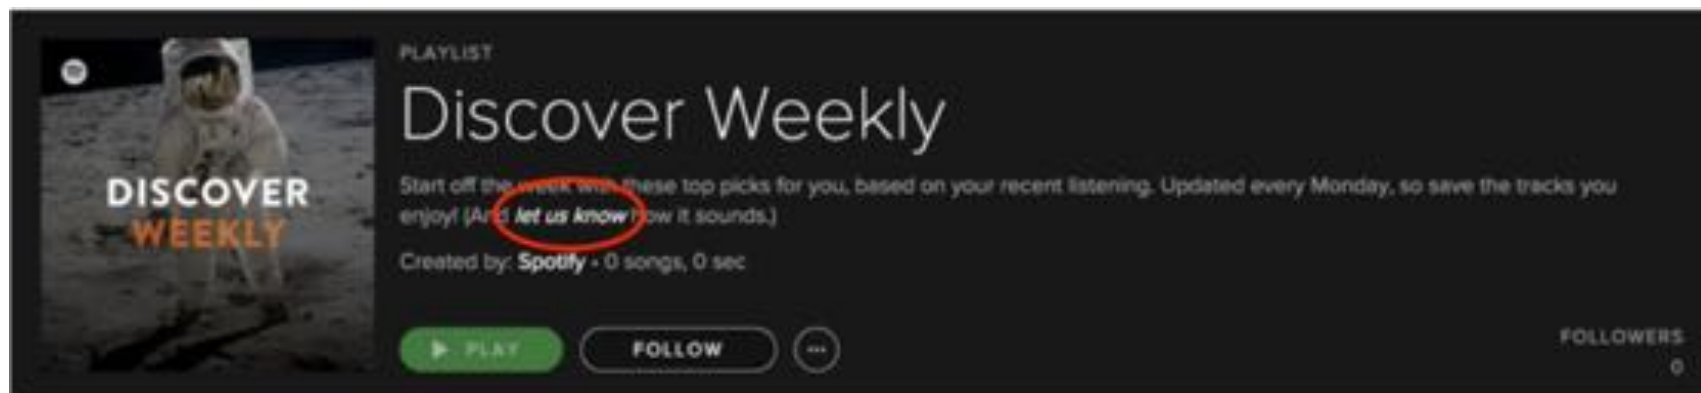 DISCOVER
WEEKLY
PLAYLIST
Discover Weekly
Start off the week with these top picks for you, based on your recent listening. Updated every Monday, so save the tracks you
enjoy! (And let us know how it sounds.)
Created by: Spotify • 0 songs, 0 sec
PLAY
FOLLOW
FOLLOWERS
0